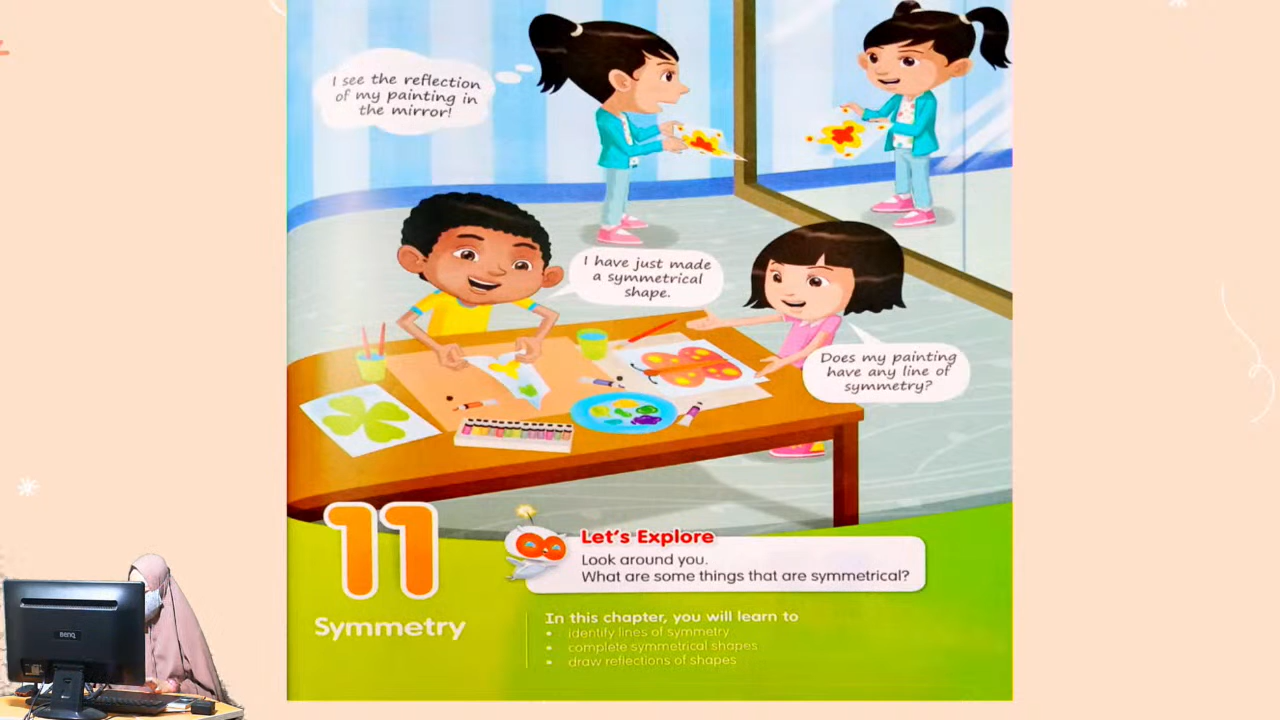 I see the reflection
of my painting in
the mirror!
I have just made
a symmetrical
shape.
Does my painting
have any line of
symmetry?
11
Symmetry
Let's Explore
Look around you.
What are some things that are symmetrical?
In this chapter, you will learn to
• identify lines of symmetry
• complete symmetrical shapes
• draw reflections of shapes
BENQ